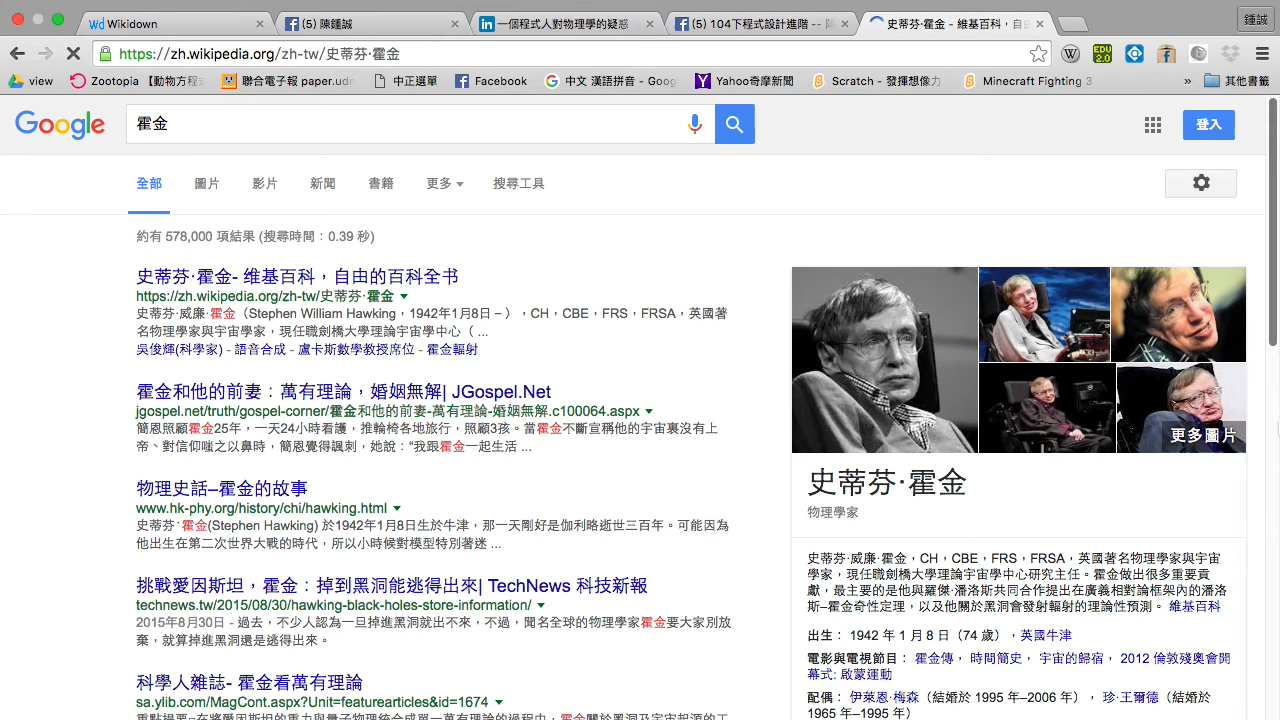 Wikidown
(5) 陳鍾誠
一個程式人對物理學的疑惑
(5) 104下程式設計進階 --
史蒂芬·霍金 - 維基百科，自
鍾誠
https://zh.wikipedia.org/zh-tw/史蒂芬·霍金
view
Zootopia 【動物方程
聯合電子報 paper.udn
中正選單
Facebook
中文 漢語拼音 - Goog
Yahoo奇摩新聞
Scratch - 發揮想像力
Minecraft Fighting 3
»
其他書籤
Google
霍金
登入
全部 圖片 影片 新聞 書籍 更多 搜尋工具
約有 578,000 項結果 (搜尋時間：0.39 秒)
史蒂芬·霍金- 維基百科，自由的百科全书
https://zh.wikipedia.org/zh-tw/史蒂芬·霍金
史蒂芬·威廉·霍金（Stephen William Hawking，1942年1月8日－），CH，CBE，FRS，FRSA，英國著
名物理學家與宇宙學家，現任職劍橋大學理論宇宙學中心（ ...
吳俊輝(科學家) - 語音合成 - 盧卡斯數學教授席位 - 霍金輻射
霍金和他的前妻：萬有理論，婚姻無解| JGospel.Net
jgospel.net/truth/gospel-corner/霍金和他的前妻-萬有理論-婚姻無解.c100064.aspx
簡恩照顧霍金25年，一天24小時看護，推輪椅各地旅行，照顧3孩。當霍金不斷宣稱他的宇宙裏沒有上
帝、對信仰嗤之以鼻時，簡恩覺得諷刺，她說：“我跟霍金一起生活 ...
物理史話–霍金的故事
www.hk-phy.org/history/chi/hawking.html
史蒂芬˙霍金(Stephen Hawking) 於1942年1月8日生於牛津，那一天剛好是伽利略逝世三百年。可能因為
他出生在第二次世界大戰的時代，所以小時候對模型特別著迷 ...
挑戰愛因斯坦，霍金：掉到黑洞能逃得出來| TechNews 科技新報
technews.tw/2015/08/30/hawking-black-holes-store-information/
2015年8月30日 - 過去，不少人認為一旦掉進黑洞就出不來，不過，聞名全球的物理學家霍金要大家別放
棄，就算掉進黑洞還是逃得出來。
科學人雜誌- 霍金看萬有理論
sa.ylib.com/MagCont.aspx?Unit=featurearticles&id=1674
更多圖片
史蒂芬·霍金
物理學家
史蒂芬·威廉·霍金，CH，CBE，FRS，FRSA，英國著名物理學家與宇宙
學家，現任職劍橋大學理論宇宙學中心研究主任。霍金做出很多重要貢
獻，最主要的是他與羅傑·潘洛斯共同合作提出在廣義相對論框架內的潘洛
斯–霍金奇性定理，以及他關於黑洞會發射輻射的理論性預測。 維基百科
出生： 1942 年 1 月 8 日（74 歲），英國牛津
電影與電視節目： 霍金傳， 時間簡史， 宇宙的歸宿， 2012 倫敦殘奧會開
幕式: 啟蒙運動
配偶： 伊萊恩·梅森（結婚於 1995 年–2006 年）， 珍·王爾德（結婚於
1965 年–1995 年）